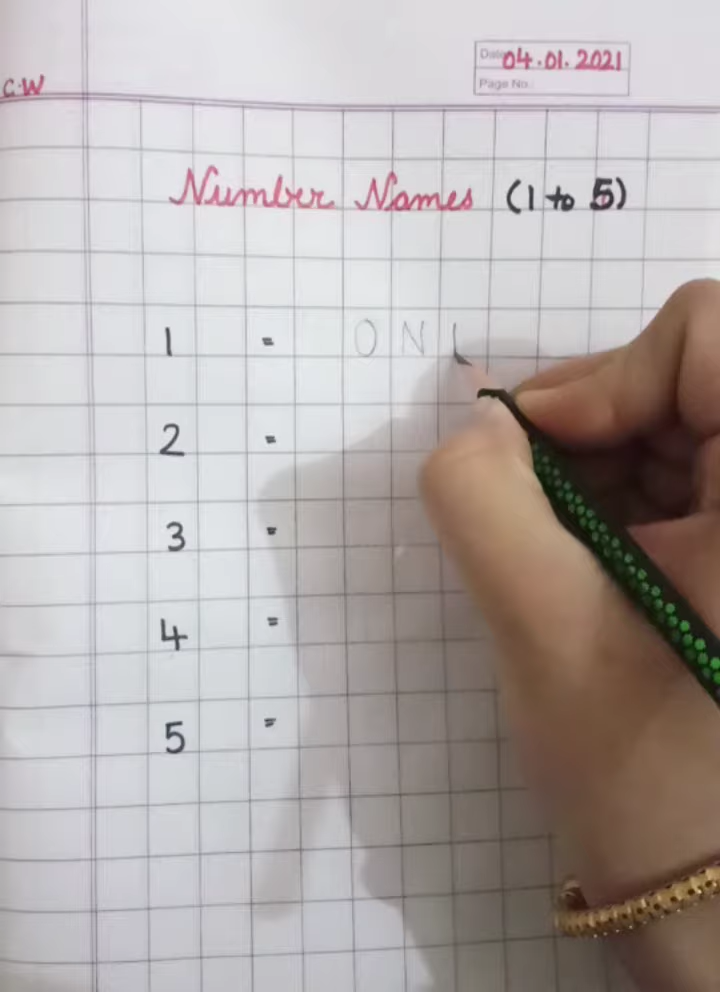 Date 04.01.2021
Page No.
C.W
Number Names (1 to 5)
1 = ON
2 =
3 =
4 =
5 =